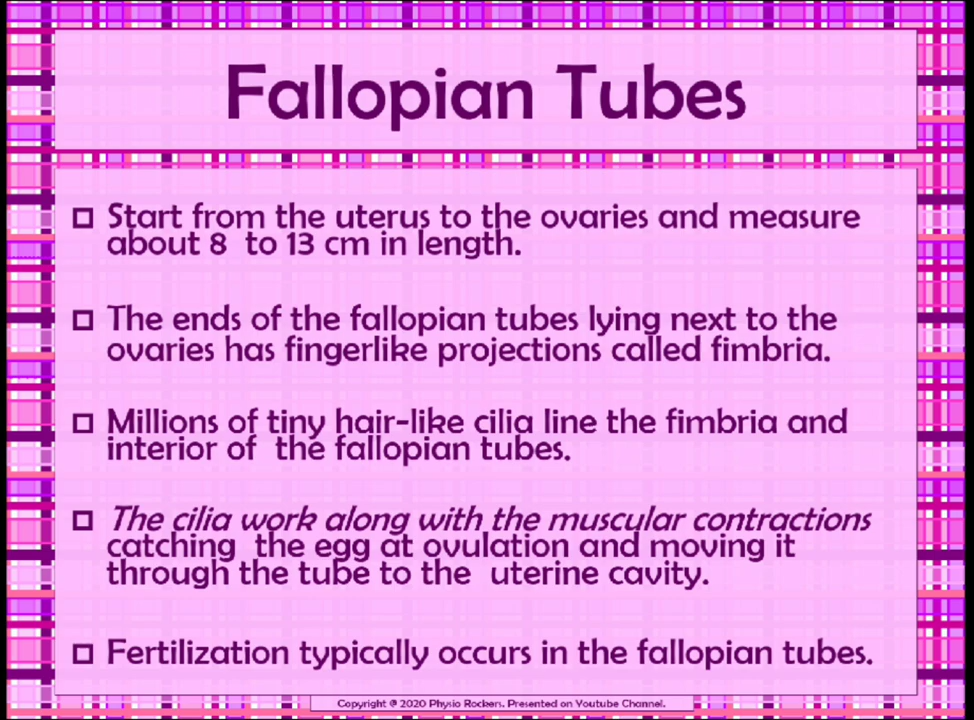 Fallopian Tubes
Start from the uterus to the ovaries and measure
about 8 to 13 cm in length.
The ends of the fallopian tubes lying next to the
ovaries has fingerlike projections called fimbria.
Millions of tiny hair-like cilia line the fimbria and
interior of the fallopian tubes.
The cilia work along with the muscular contractions
catching the egg at ovulation and moving it
through the tube to the uterine cavity.
Fertilization typically occurs in the fallopian tubes.
Copyright @ 2020 Physio Rockers. Presented on Youtube Channel.